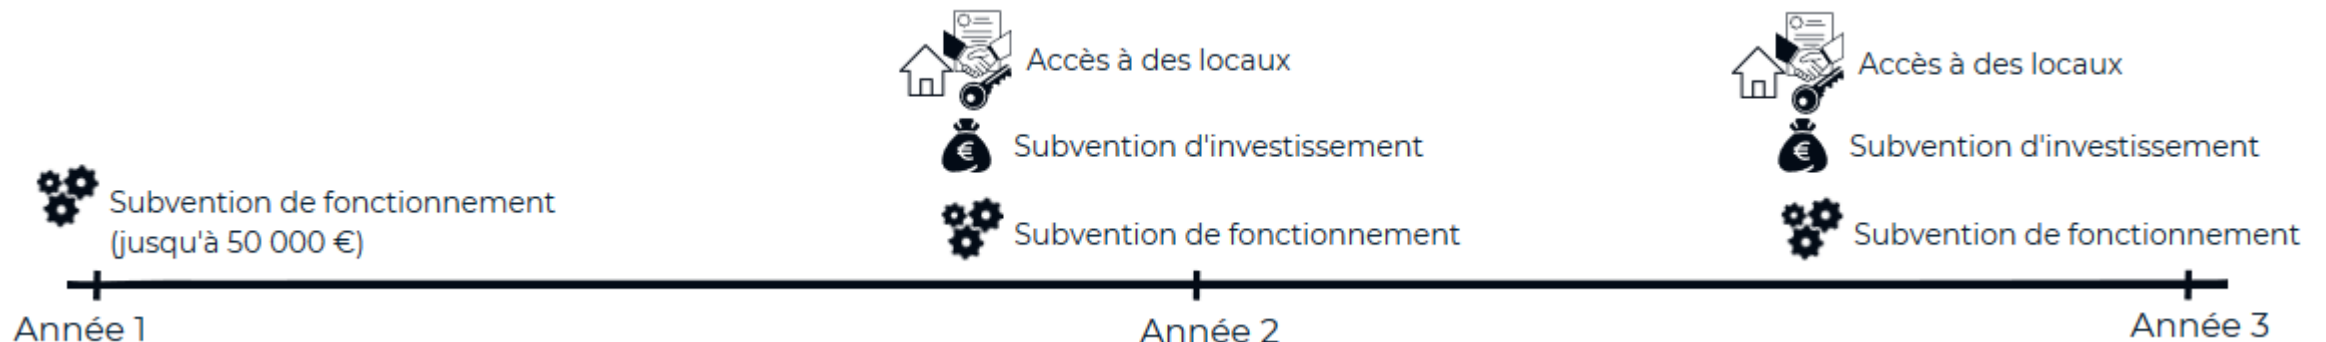 Accès à des locaux
Subvention d'investissement
Subvention de fonctionnement
Accès à des locaux
Subvention d'investissement
Subvention de fonctionnement
Subvention de fonctionnement
(jusqu'à 50 000 €)
Année 1
Année 2
Année 3